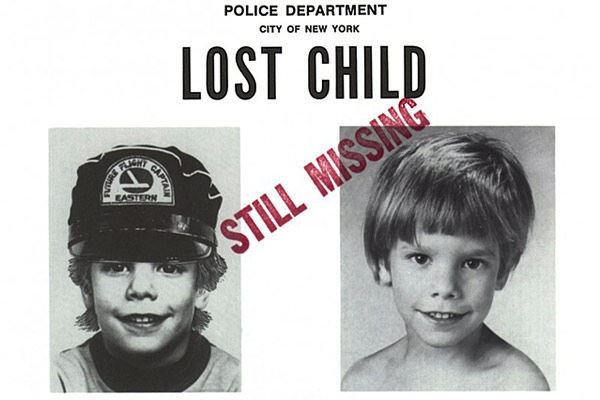 POLICE DEPARTMENT
CITY OF NEW YORK
LOST CHILD
STILL MISSING
FUTURE FLIGHT CAPTAIN
EASTERN